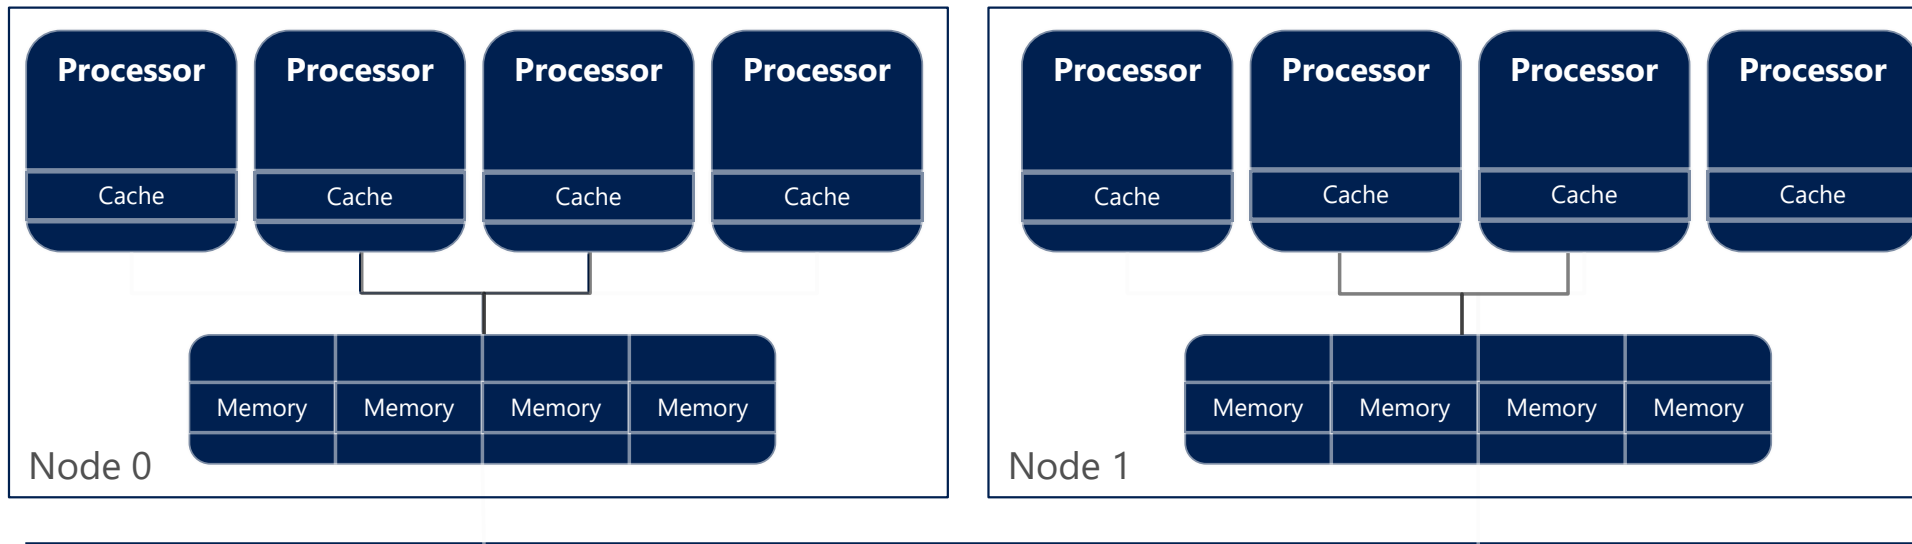 Processor Processor Processor Processor
Cache Cache Cache Cache
Memory Memory Memory Memory
Node 0
Processor Processor Processor Processor
Cache Cache Cache Cache
Memory Memory Memory Memory
Node 1